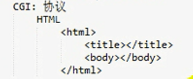 CGI: 协议
HTML
<html>
<title></title>
<body></body>
</html>